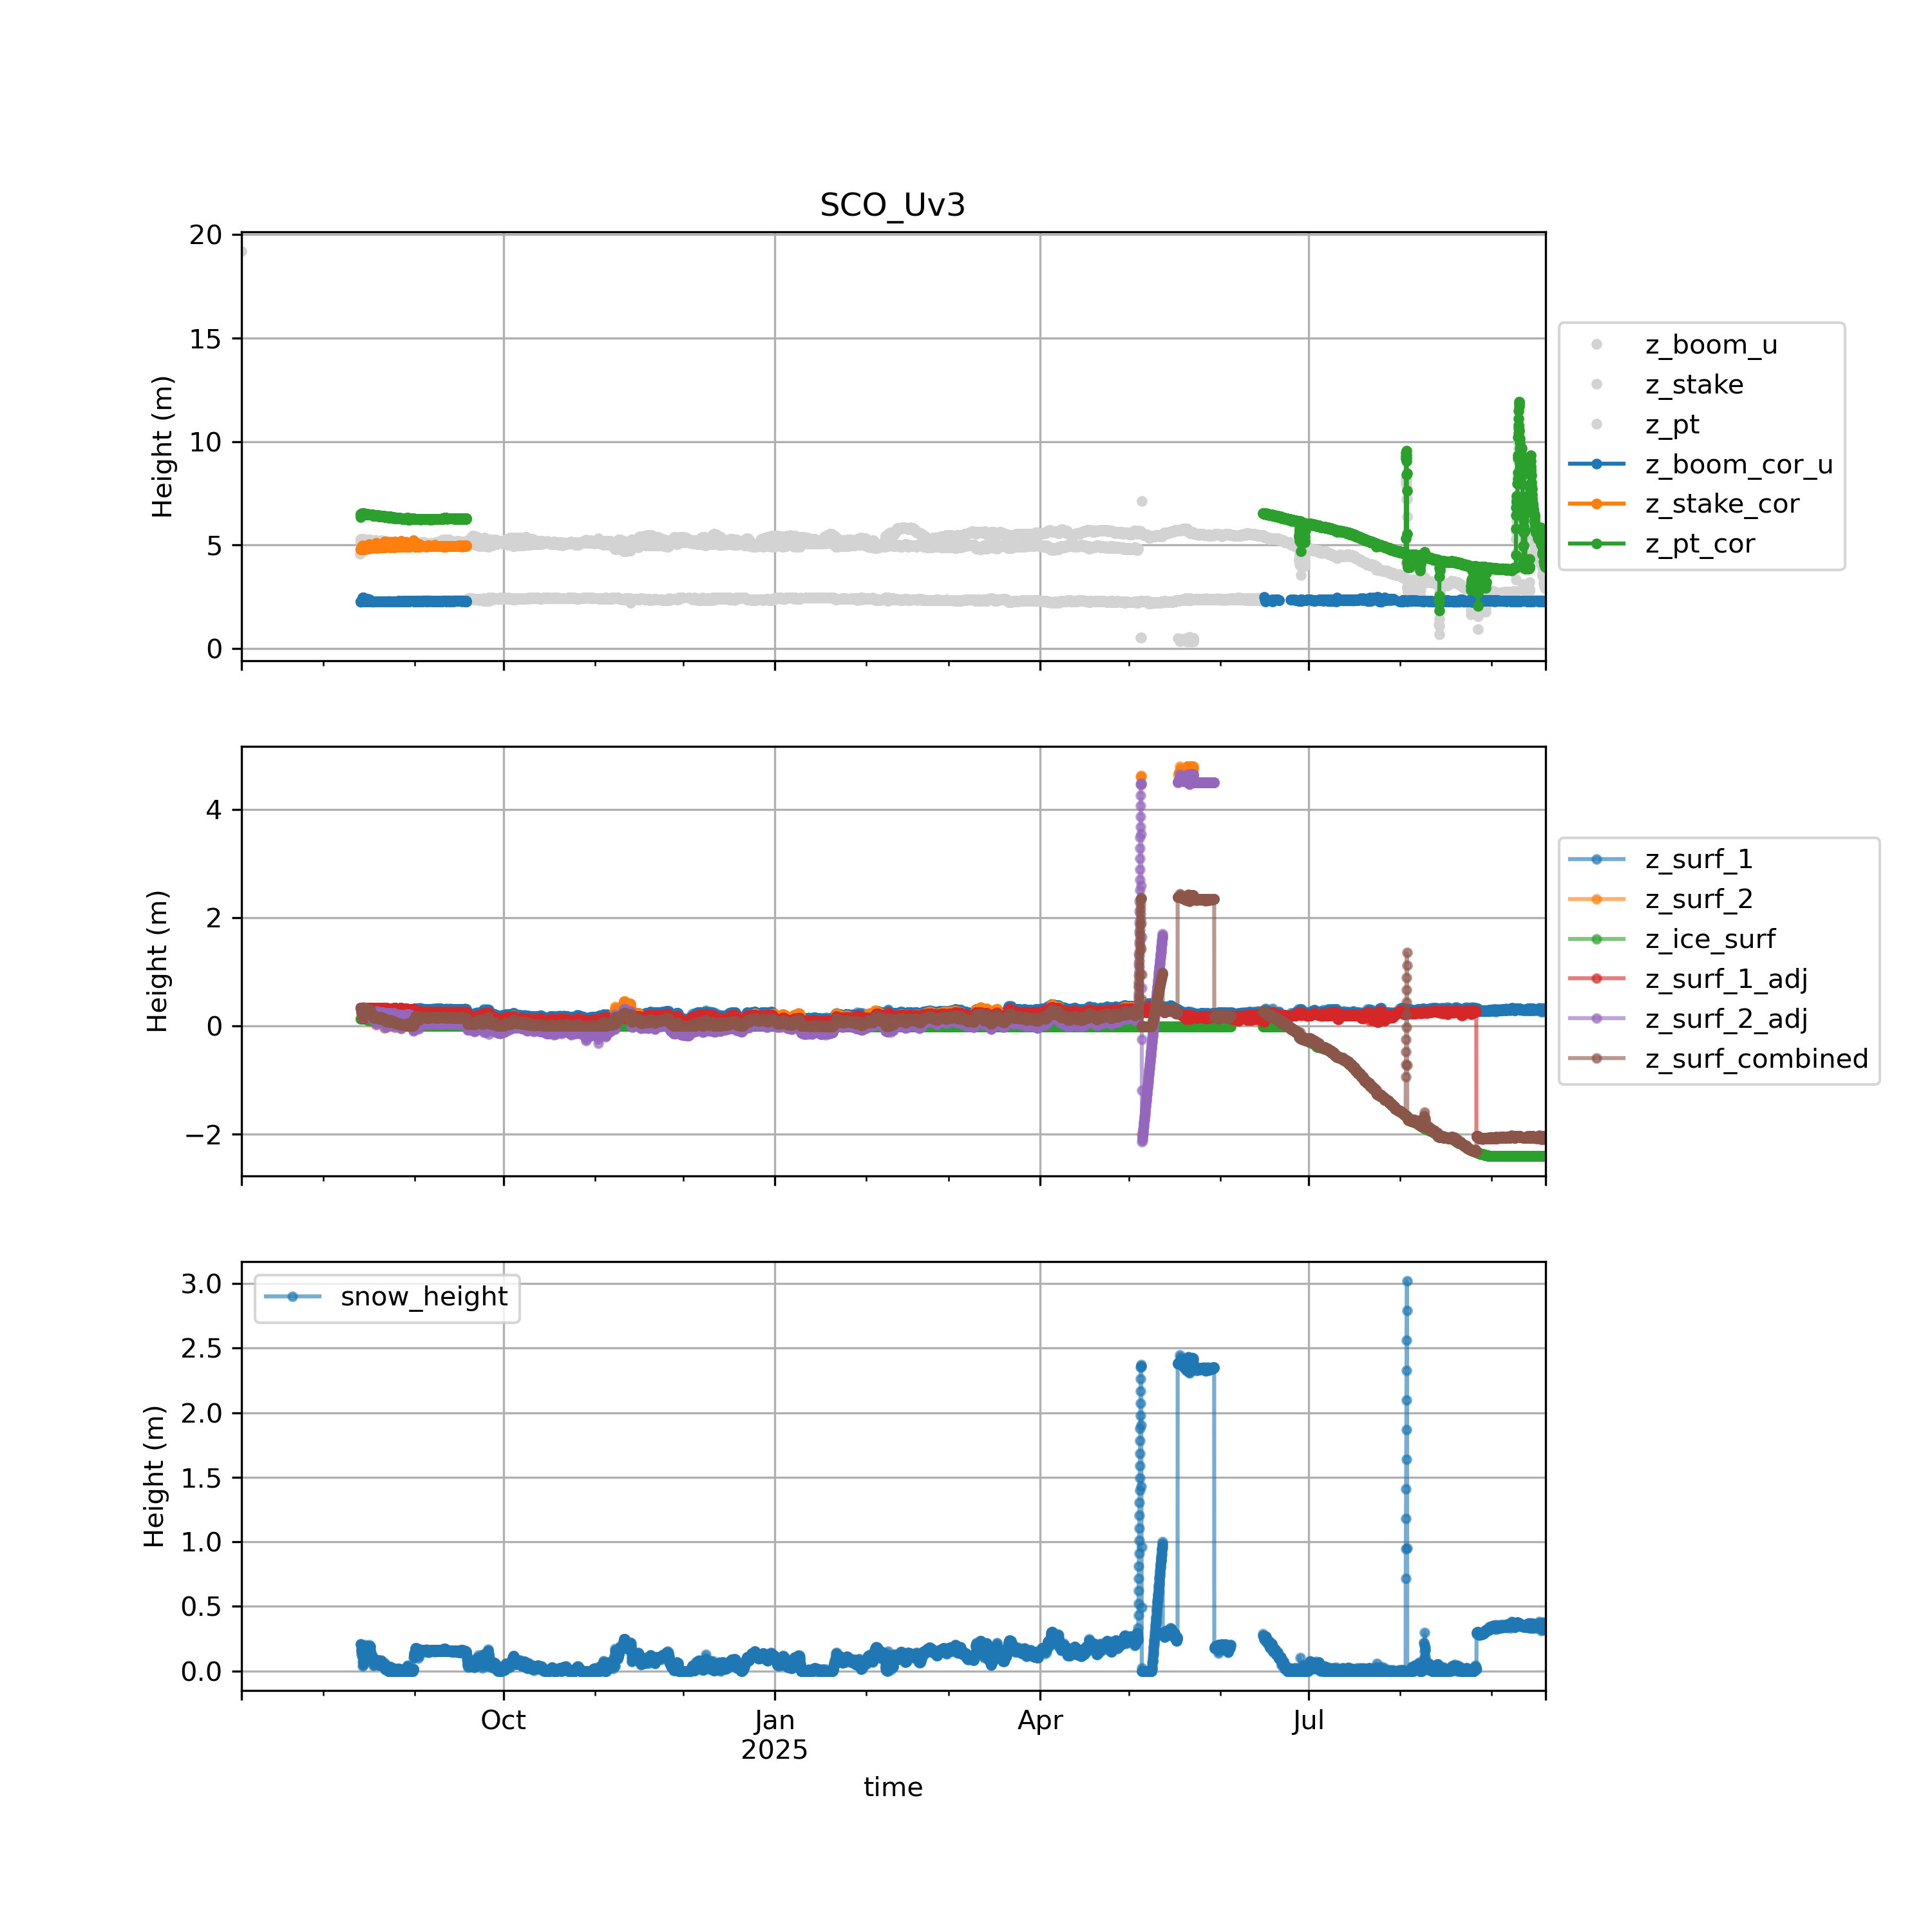 SCO_Uv3
20
15
10
5
0
Height (m)
z_boom_u
z_stake
z_pt
z_boom_cor_u
z_stake_cor
z_pt_cor
4
2
0
−2
Height (m)
z_surf_1
z_surf_2
z_ice_surf
z_surf_1_adj
z_surf_2_adj
z_surf_combined
3.0
2.5
2.0
1.5
1.0
0.5
0.0
Height (m)
snow_height
Oct
Jan
2025
Apr
Jul
time